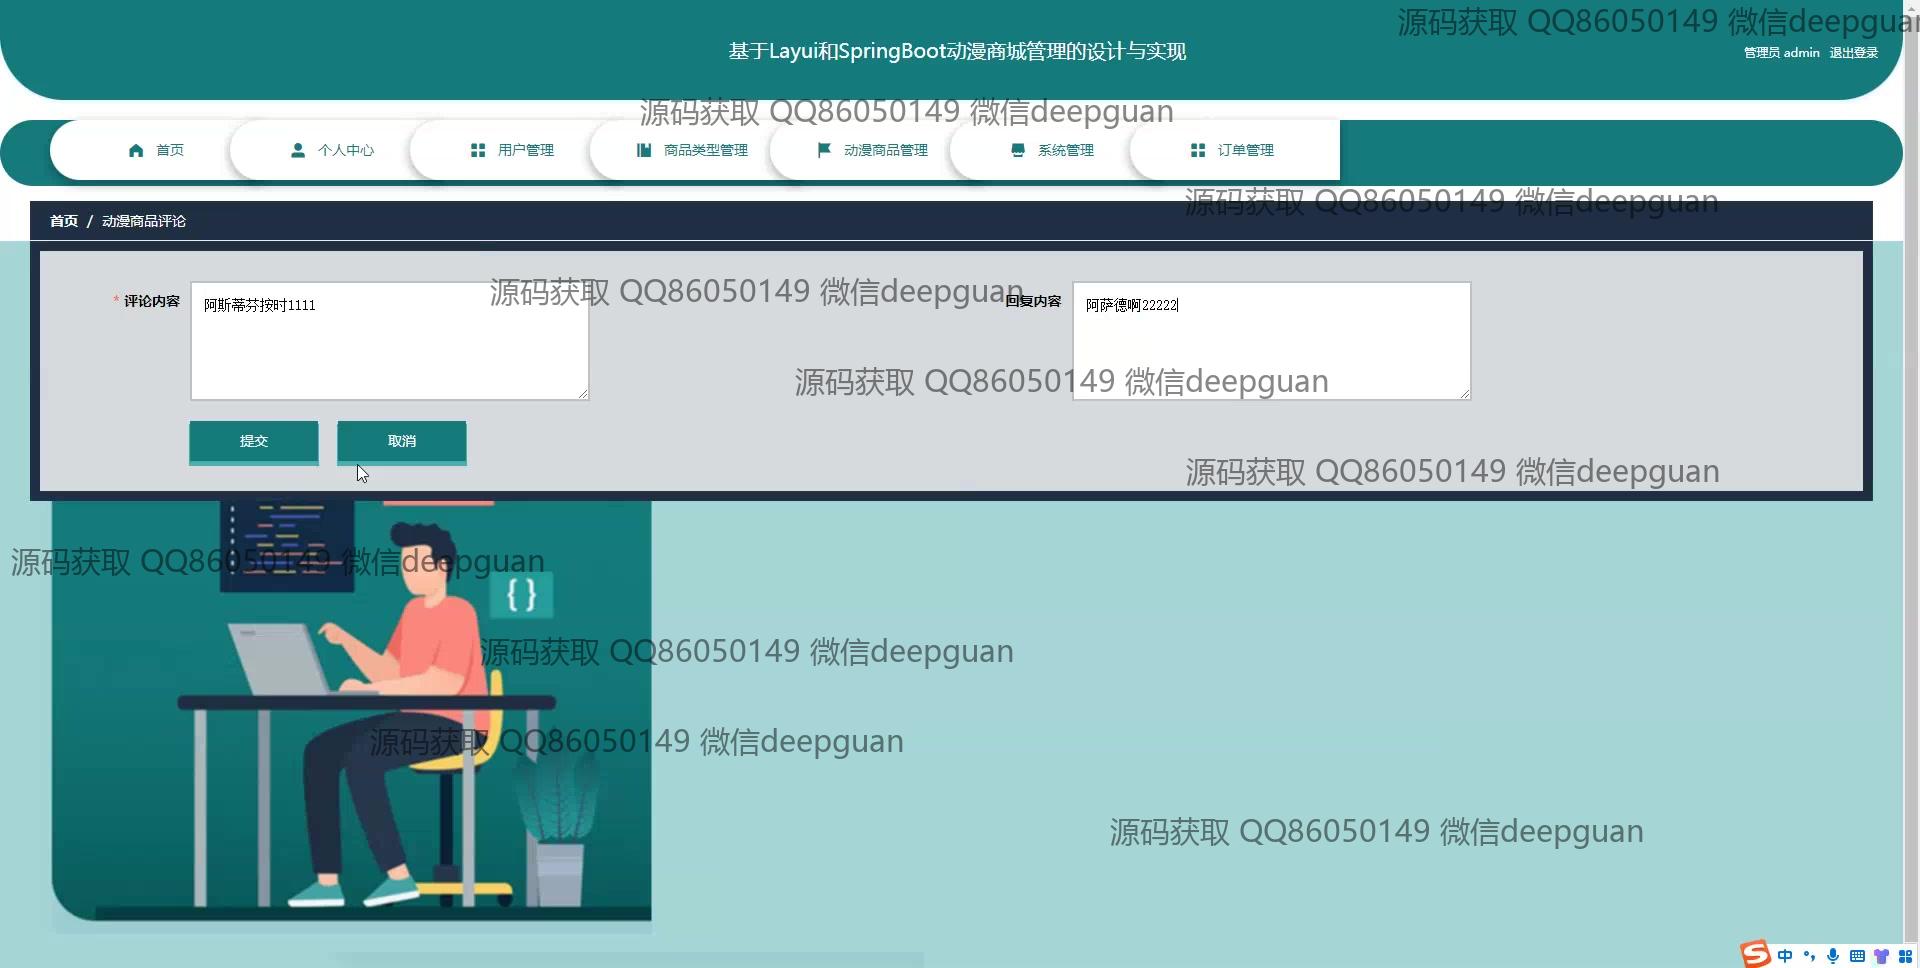 源码获取 QQ86050149 微信deepguan
基于Layui和SpringBoot动漫商城管理的设计与实现
管理员 admin 退出登录
源码获取 QQ86050149 微信deepguan
首页 个人中心 用户管理 商品类型管理 动漫商品管理 系统管理 订单管理
源码获取 QQ86050149 微信deepguan
首页 / 动漫商品评论
源码获取 QQ86050149 微信deepguan
* 评论内容 阿斯蒂芬按时1111 回复内容 阿萨德啊22222
源码获取 QQ86050149 微信deepguan
提交 取消
源码获取 QQ86050149 微信deepguan
源码获取 QQ86050149 微信deepguan
{ }
源码获取 QQ86050149 微信deepguan
源码获取 QQ86050149 微信deepguan
源码获取 QQ86050149 微信deepguan
S 中